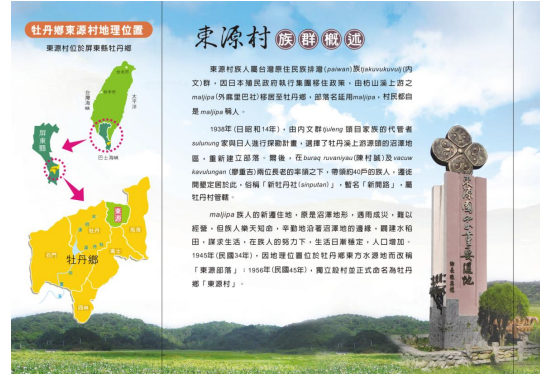 牡丹鄉東源村地理位置
東源村位於屏東縣牡丹鄉
台灣海峽
太平洋
屏東縣
巴士海峽
東源
牡丹
牡丹鄉
東源村 族群概述
東源村族人屬台灣原住民族排灣(paiwan)族tjakuvukuvulj(內
文)群，因日本殖民政府執行集團移住政策，由枋山溪上游之
maljipa(外麻里巴社)移居至牡丹鄉，部落名延用maljipa，村民都自
是maljipa稱人。
1938年(日昭和14年)，由內文群tjuleng頭目家族的代管者
sulunung家與日人進行探勘計畫，選擇了牡丹溪上游源頭的沼澤地
區，重新建立部落。爾後，在buraq ruvaniyau(陳村誠)及vacuw
kavulungan(廖重吉)兩位長者的率領之下，帶領約40戶的族人，遷徙
開墾定居於此，俗稱「新牡丹社(sinputan)」，暫名「新開路」，屬
牡丹村管轄。
maljipa族人的新遷住地，原是沼澤地形，遇雨成災，難以
經營，但族人樂天知命，辛勤地沿著沼澤地的邊緣，闢建水稻
田，謀求生活，在族人的努力下，生活日漸穩定，人口增加。
1945年(民國34年)，因地理位置位於牡丹鄉東方水源地而改稱
「東源部落」；1956年(民國45年)，獨立設村並正式命名為牡丹
鄉「東源村」。